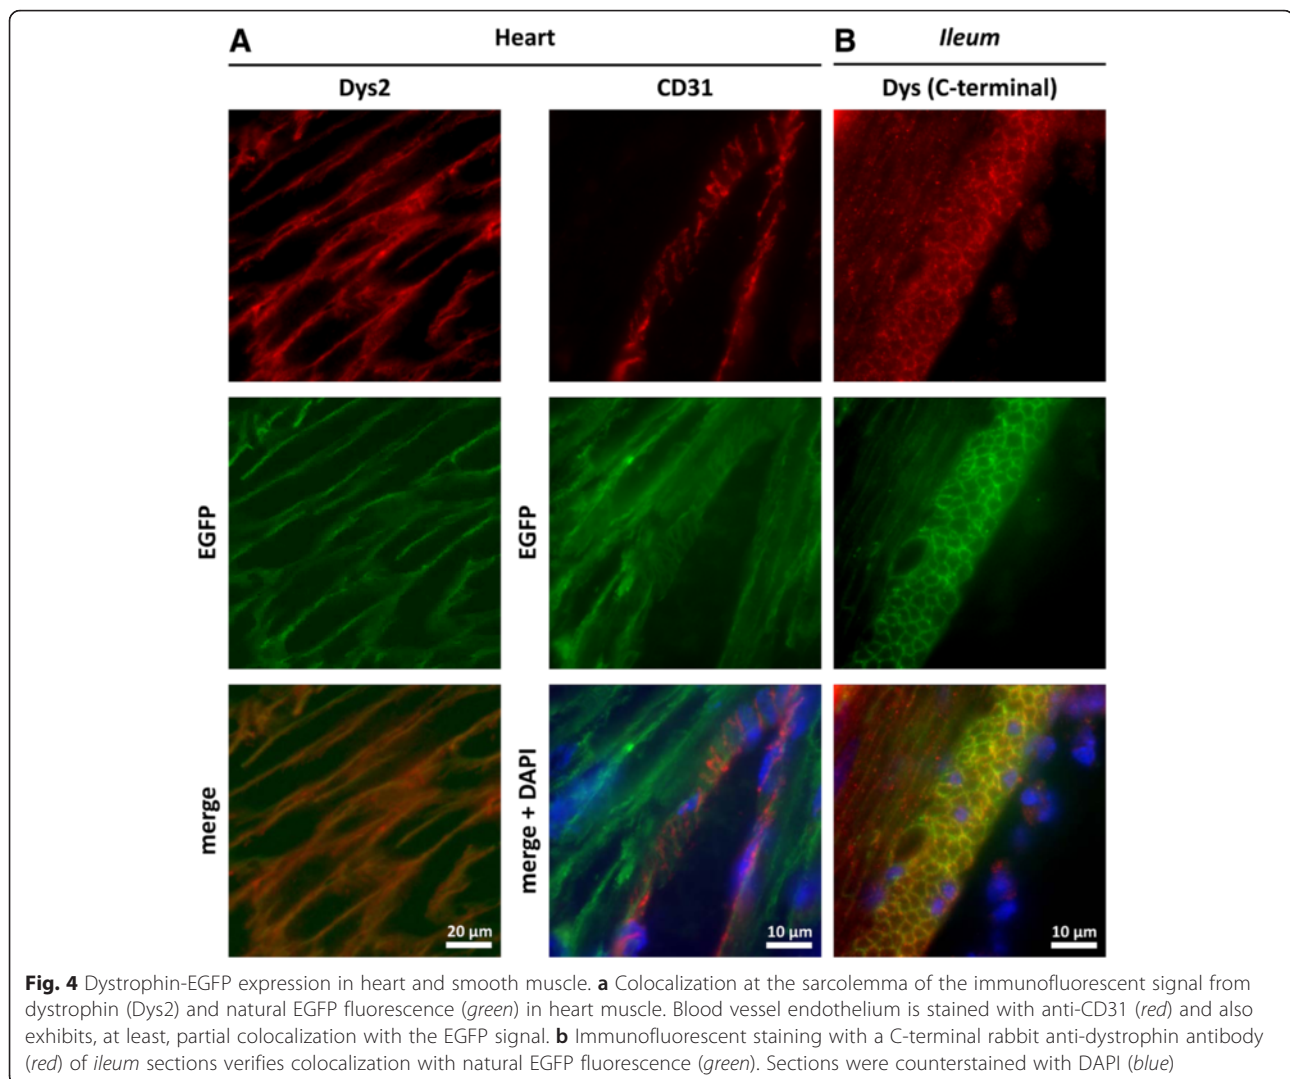 A Heart B Ileum
Dys2 CD31 Dys (C-terminal)
EGFP EGFP
merge merge + DAPI
20 µm 10 µm 10 µm
Fig. 4 Dystrophin-EGFP expression in heart and smooth muscle. a Colocalization at the sarcolemma of the immunofluorescent signal from
dystrophin (Dys2) and natural EGFP fluorescence (green) in heart muscle. Blood vessel endothelium is stained with anti-CD31 (red) and also
exhibits, at least, partial colocalization with the EGFP signal. b Immunofluorescent staining with a C-terminal rabbit anti-dystrophin antibody
(red) of ileum sections verifies colocalization with natural EGFP fluorescence (green). Sections were counterstained with DAPI (blue)